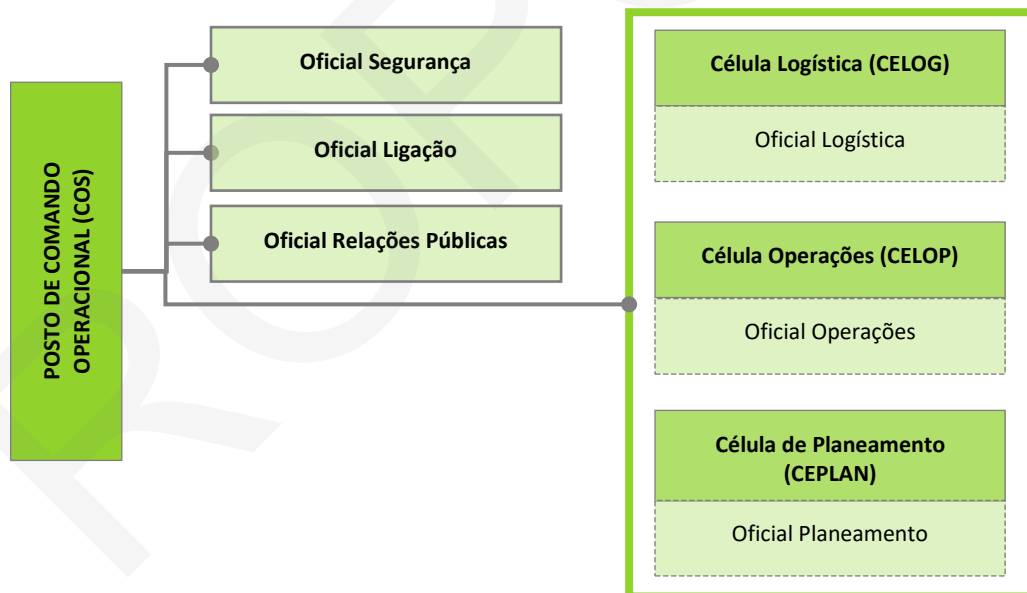 POSTO DE COMANDO
OPERACIONAL (COS)
Oficial Segurança
Oficial Ligação
Oficial Relações Públicas
Célula Logística (CELOG)
Oficial Logística
Célula Operações (CELOP)
Oficial Operações
Célula de Planeamento
(CEPLAN)
Oficial Planeamento